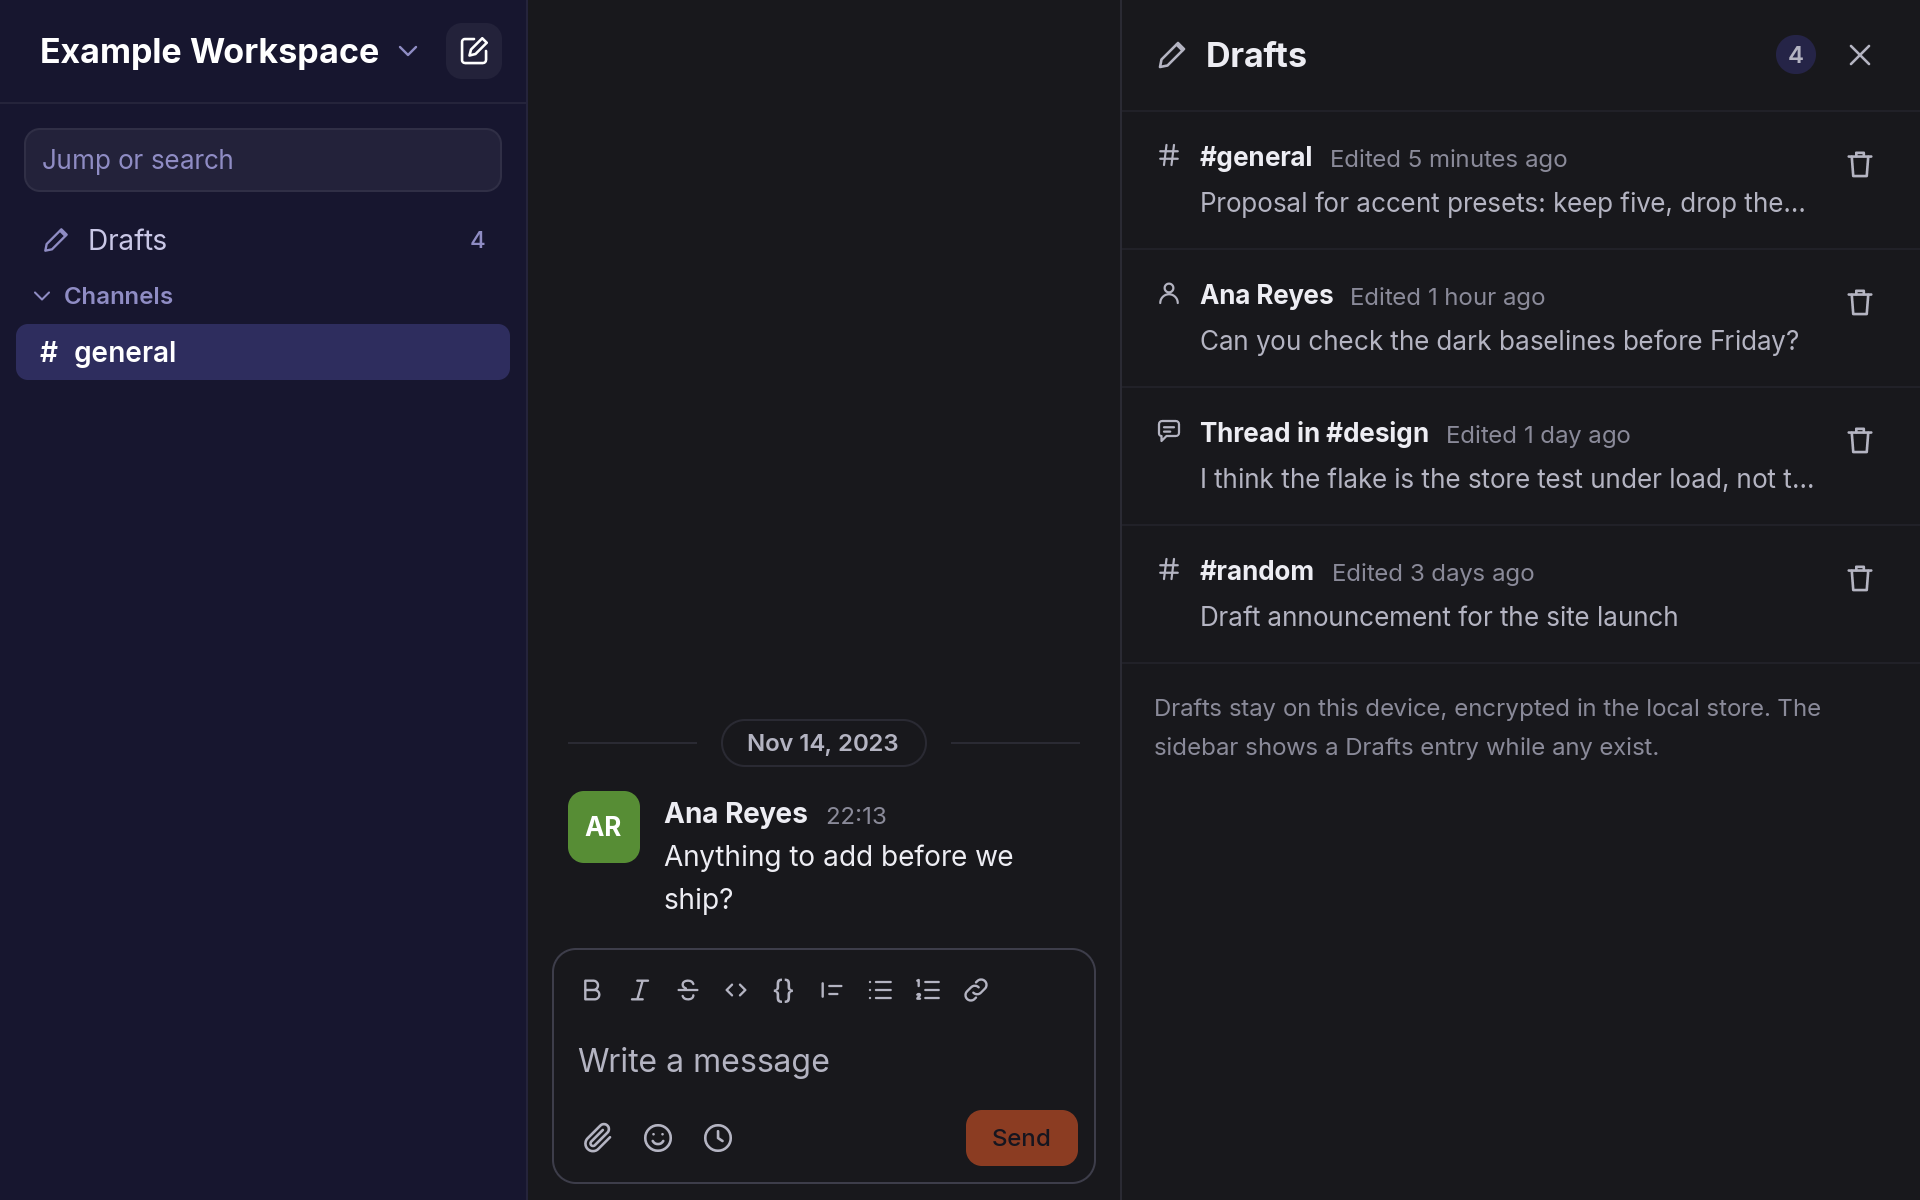 Example Workspace
Jump or search
Drafts 4
Channels
# general
Nov 14, 2023
AR
Ana Reyes 22:13
Anything to add before we
ship?
Write a message
Send
Drafts 4
#general Edited 5 minutes ago
Proposal for accent presets: keep five, drop the...
Ana Reyes Edited 1 hour ago
Can you check the dark baselines before Friday?
Thread in #design Edited 1 day ago
I think the flake is the store test under load, not t...
#random Edited 3 days ago
Draft announcement for the site launch
Drafts stay on this device, encrypted in the local store. The
sidebar shows a Drafts entry while any exist.